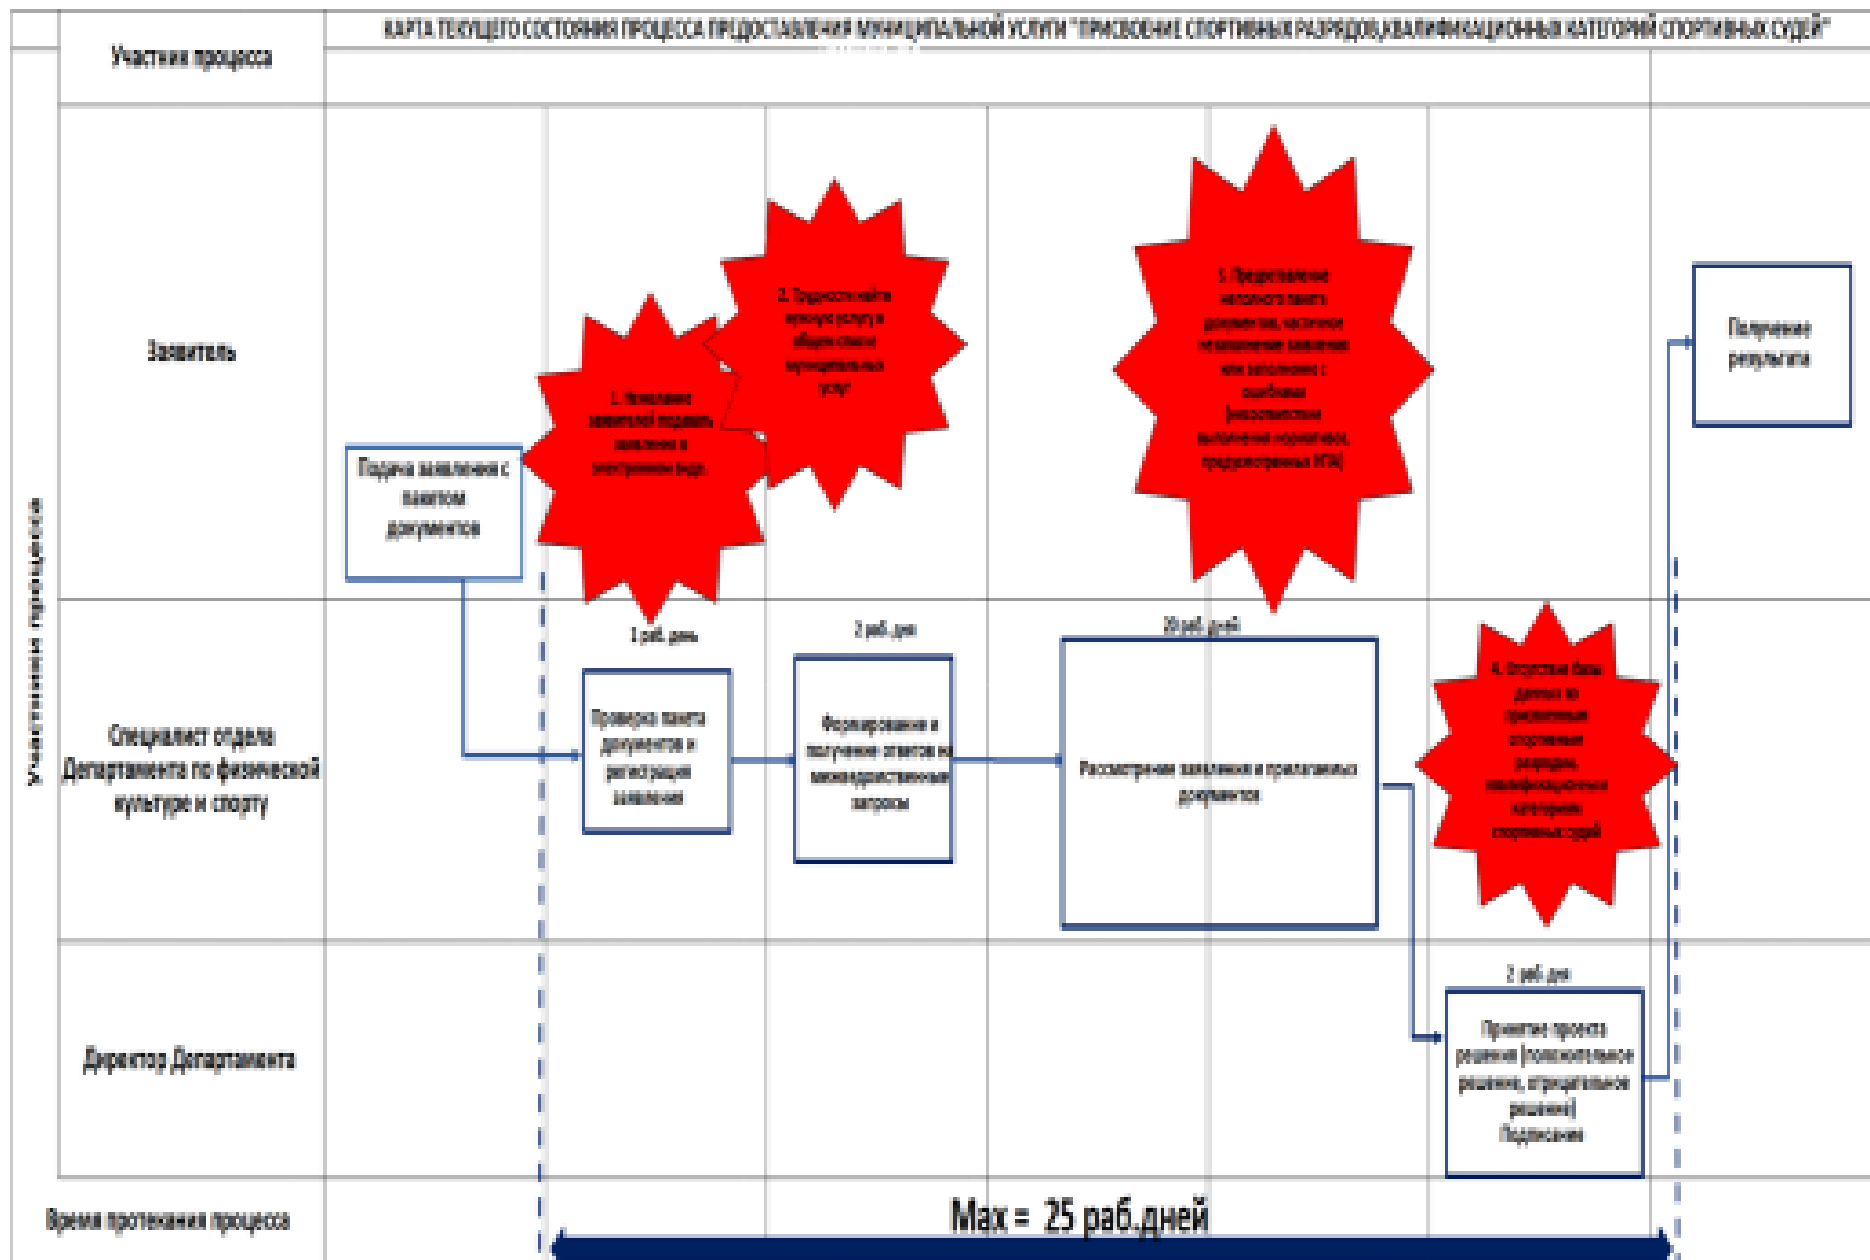 КАРТА ТЕКУЩЕГО СОСТОЯНИЯ ПРОЦЕССА ПРЕДОСТАВЛЕНИЯ МУНИЦИПАЛЬНОЙ УСЛУГИ "ПРИСВОЕНИЕ СПОРТИВНЫХ РАЗРЯДОВ,КВАЛИФИКАЦИОННЫХ КАТЕГОРИЙ СПОРТИВНЫХ СУДЕЙ"
Участник процесса
Участники процесса
Заявитель
Подача заявления с
пакетом
документов
1. Нежелание
заявителей подавать
заявления в
электронном виде.
2. Трудности найти
нужную услугу в
общем списке
муниципальных
услуг
3. Предоставление
неполного пакета
документов, частичное
незаполнение заявления
или заполнение с
ошибками
(несоответствие
выполнения нормативов,
предусмотренных НПА)
Получение
результата
Специалист отдела
Департамента по физической
культуре и спорту
1 раб. день
Проверка пакета
документов и
регистрация
заявления
2 раб. дня
Формирование и
получение ответов на
межведомственные
запросы
20 раб. дней
Рассмотрение заявления и прилагаемых
документов
4. Отсутствие базы
данных по
присвоенным
спортивным
разрядам,
квалификационным
категориям
спортивных судей
Директор Департамента
2 раб. дня
Принятие проекта
решения (положительное
решение, отрицательное
решение)
Подписание
Время протекания процесса
Max = 25 раб.дней